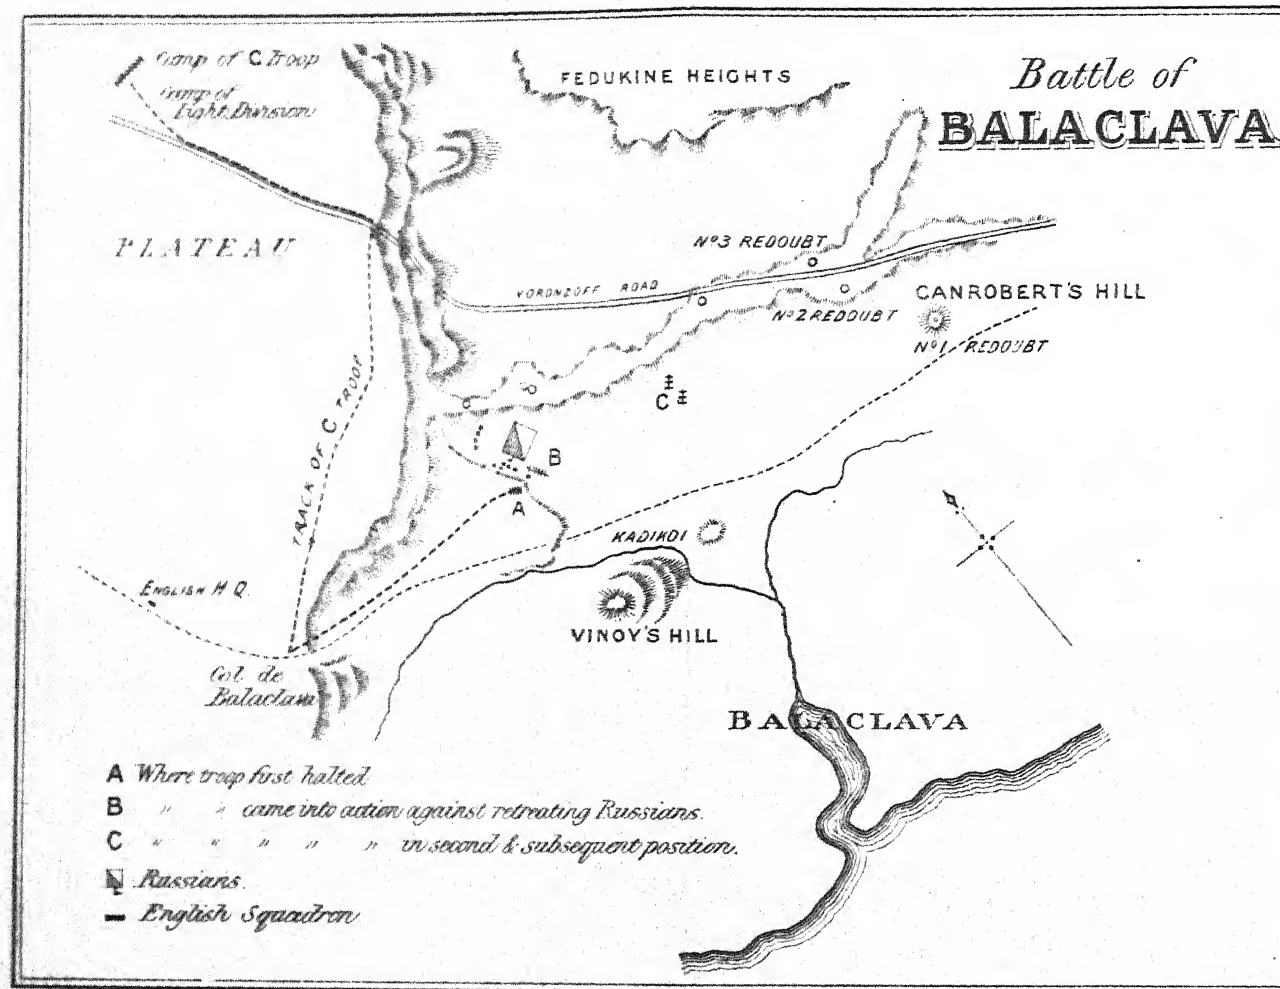 Battle of
BALACLAVA
Camp of C Troop
Camp of
Light Division
FEDUKINE HEIGHTS
PLATEAU
Nº3 REDOUBT
VORONZOFF ROAD
Nº2 REDOUBT
CANROBERT'S HILL
Nº1 REDOUBT
TRACK OF C TROOP
C
B
A
KADIKOI
ENGLISH H Q.
VINOY'S HILL
Col de
Balaclava
BALACLAVA
A Where troop first halted
B " " came into action against retreating Russians.
C " " " " " in second & subsequent position.
Russians.
English Squadron